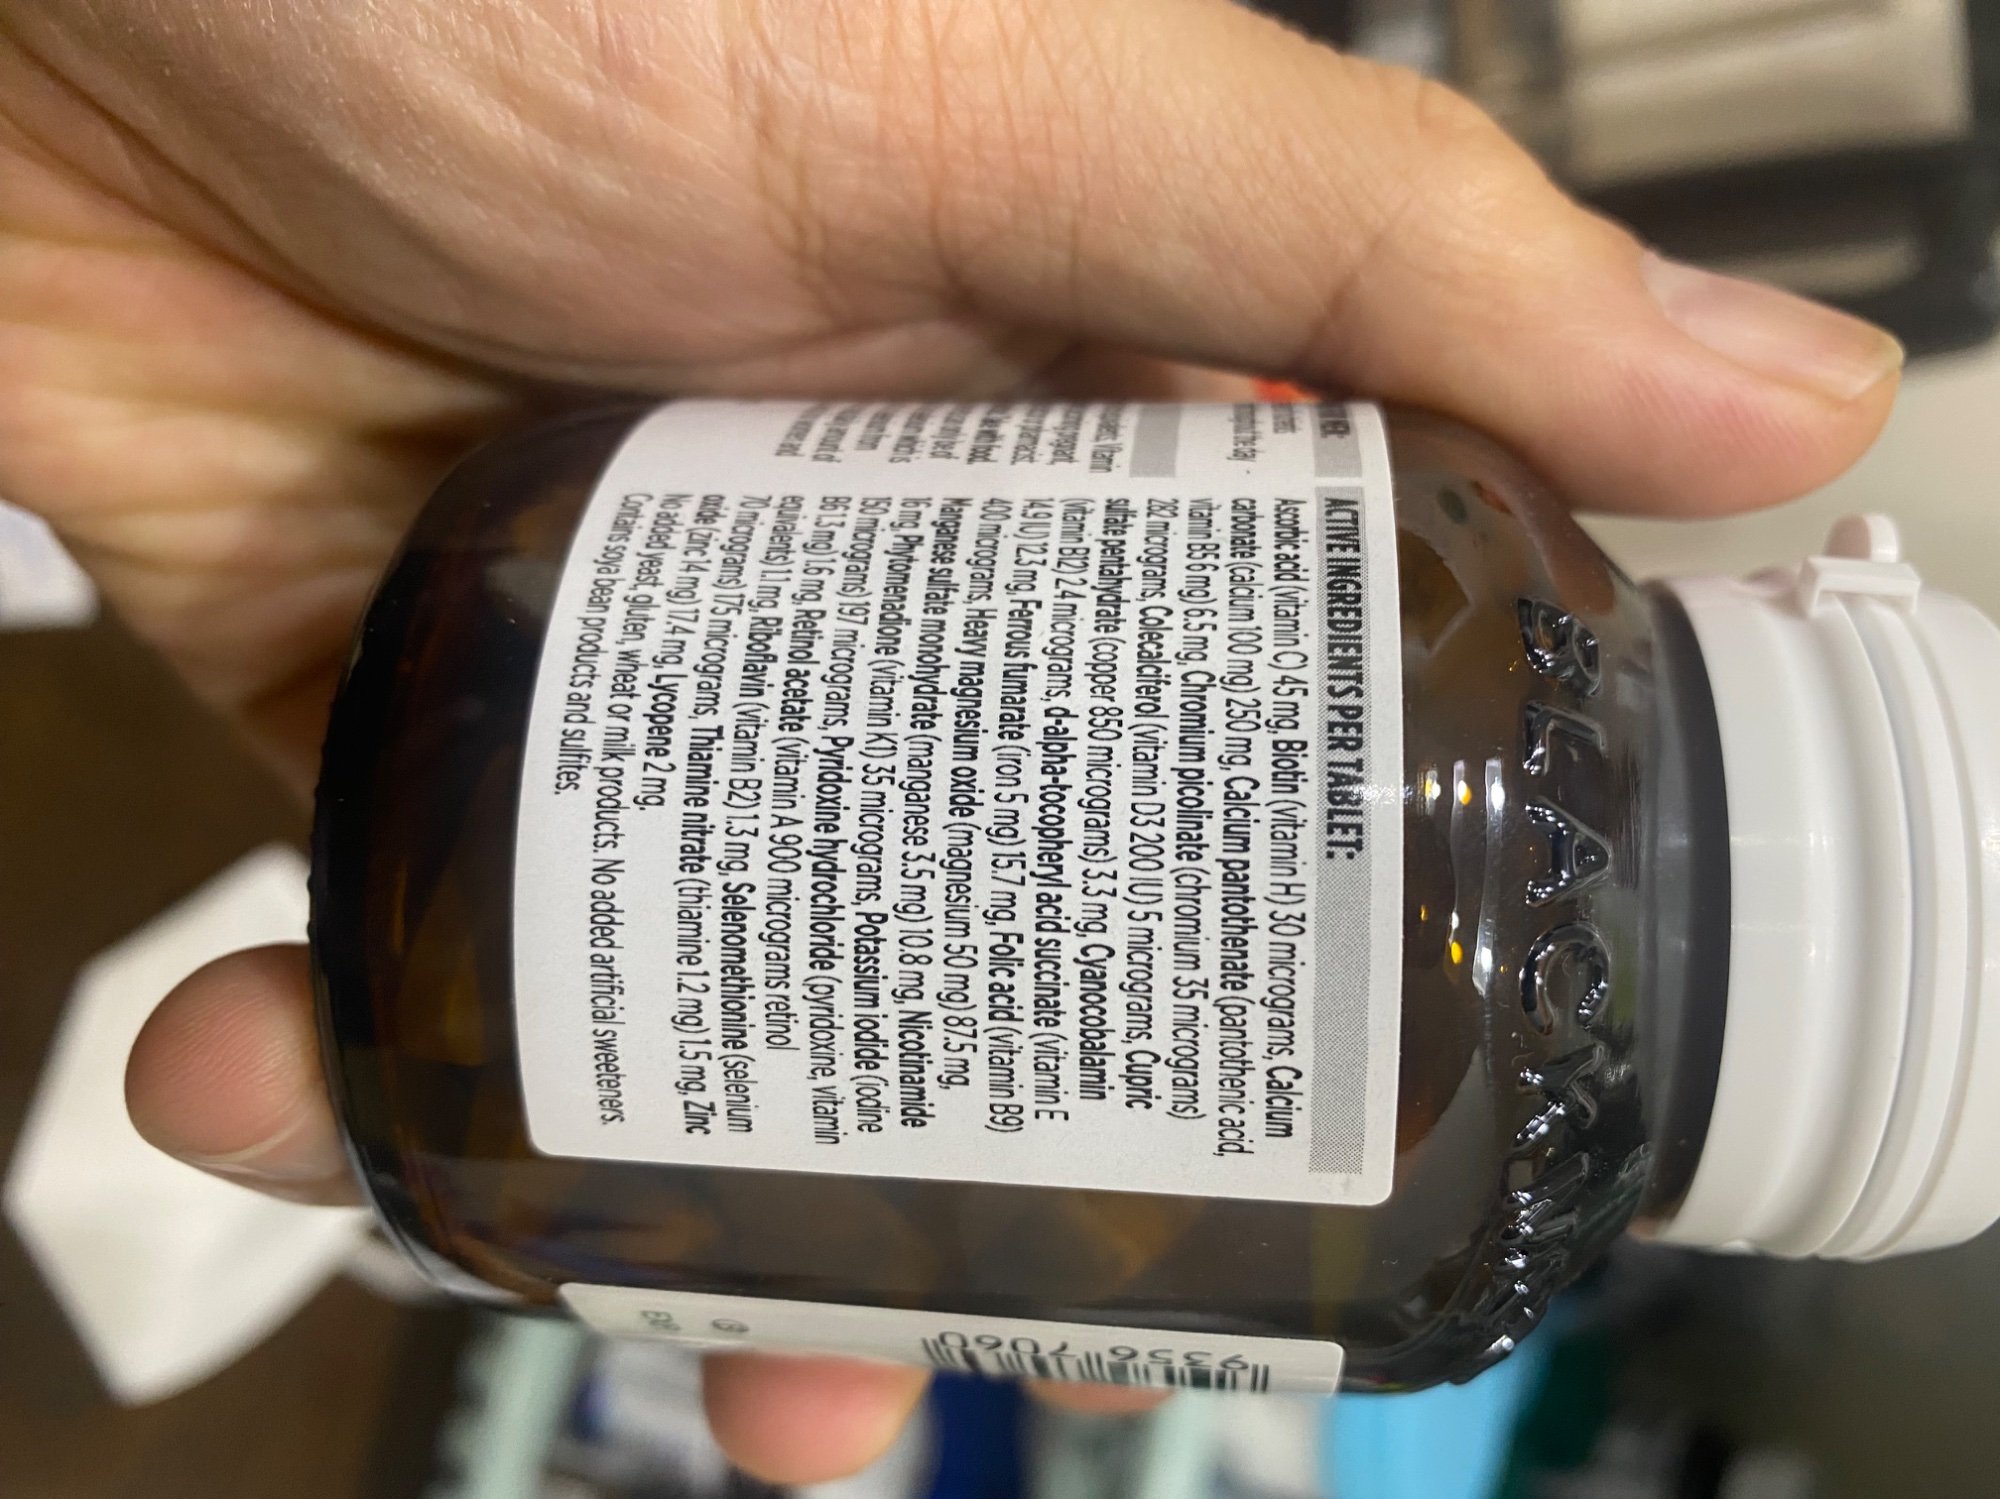 BLACKMORES
ACTIVE INGREDIENTS PER TABLET:
Ascorbic acid (vitamin C) 45 mg, Biotin (vitamin H) 30 micrograms, Calcium
carbonate (calcium 100 mg) 250 mg, Calcium pantothenate (pantothenic acid,
vitamin B5 6 mg) 6.5 mg, Chromium picolinate (chromium 35 micrograms)
282 micrograms, Colecalciferol (vitamin D3 200 IU) 5 micrograms, Cupric
sulfate pentahydrate (copper 850 micrograms) 3.3 mg, Cyanocobalamin
(vitamin B12) 2.4 micrograms, d-alpha-tocopheryl acid succinate (vitamin E
14.9 IU) 12.3 mg, Ferrous fumarate (iron 5 mg) 15.7 mg, Folic acid (vitamin B9)
400 micrograms, Heavy magnesium oxide (magnesium 50 mg) 87.5 mg,
Manganese sulfate monohydrate (manganese 3.5 mg) 10.8 mg, Nicotinamide
16 mg, Phytomenadione (vitamin K1) 35 micrograms, Potassium iodide (iodine
150 micrograms) 197 micrograms, Pyridoxine hydrochloride (pyridoxine, vitamin
B6 1.3 mg) 1.6 mg, Retinol acetate (vitamin A 900 micrograms retinol
equivalents) 1.1 mg, Riboflavin (vitamin B2) 1.3 mg, Selenomethionine (selenium
70 micrograms) 175 micrograms, Thiamine nitrate (thiamine 1.2 mg) 1.5 mg, Zinc
oxide (zinc 14 mg) 17.4 mg, Lycopene 2 mg.
No added yeast, gluten, wheat or milk products. No added artificial sweeteners.
Contains soya bean products and sulfites.
throughout the day -
with food